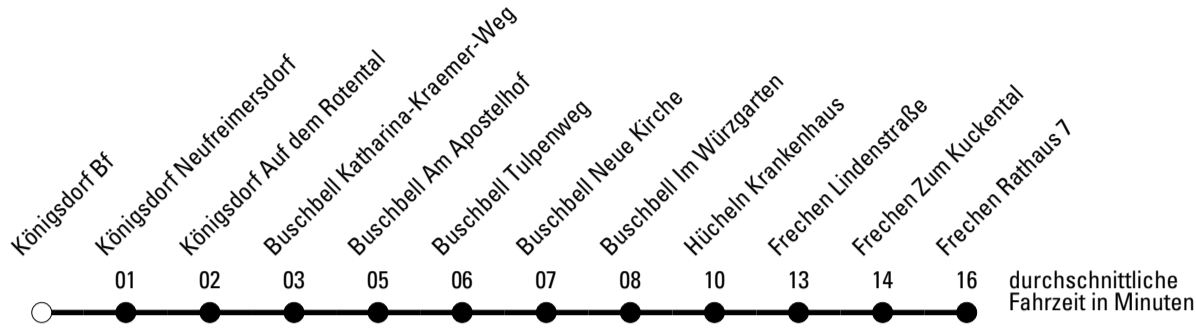 Königsdorf Bf
Königsdorf Neufreimersdorf
Königsdorf Auf dem Rotental
Buschbell Katharina-Kraemer-Weg
Buschbell Am Apostelhof
Buschbell Tulpenweg
Buschbell Neue Kirche
Buschbell Im Würzgarten
Hücheln Krankenhaus
Frechen Lindenstraße
Frechen Zum Kuckental
Frechen Rathaus 7
01 02 03 05 06 07 08 10 13 14 16
durchschnittliche
Fahrzeit in Minuten